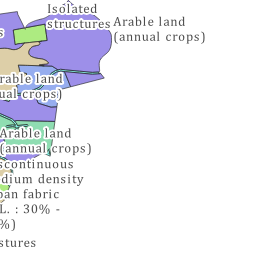 Isolated
structures
Arable land
(annual crops)
s
rable land
ual crops)
Arable land
(annual crops)
scontinuous
dium density
ban fabric
L. : 30% -
%)
stures